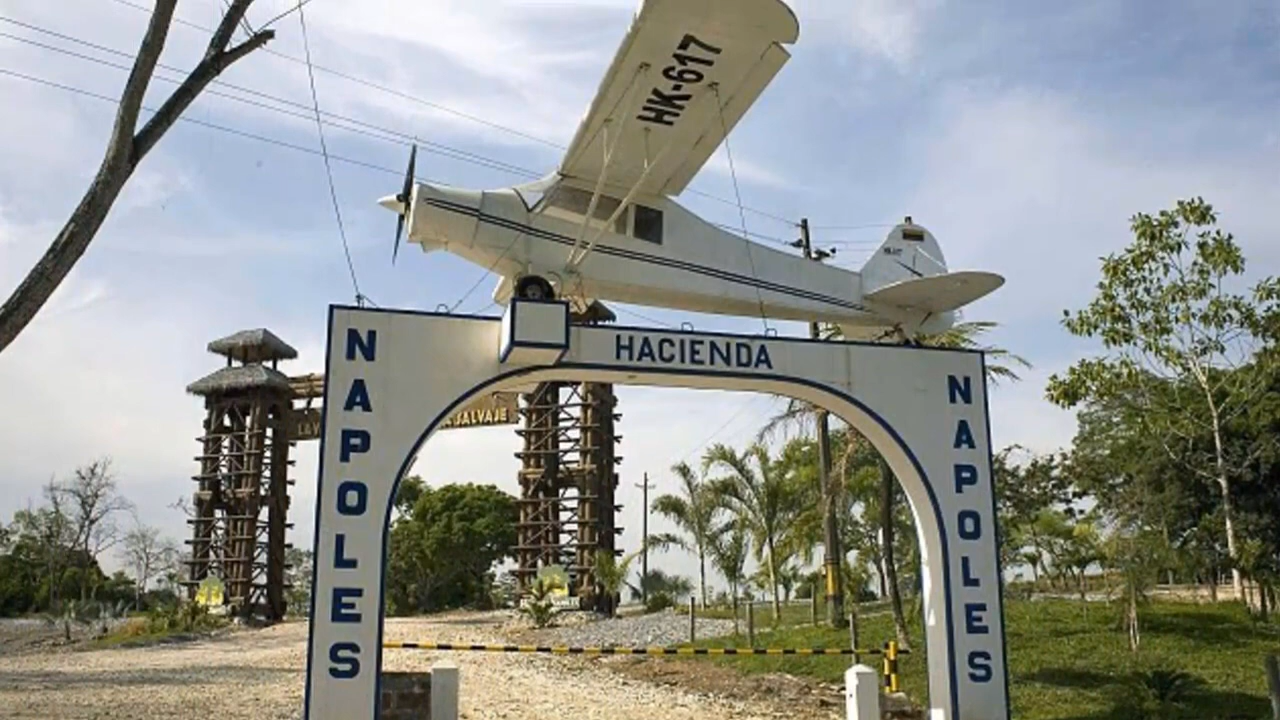 HK-617
HACIENDA
NAPOLES
NAPOLES
SALVAJE